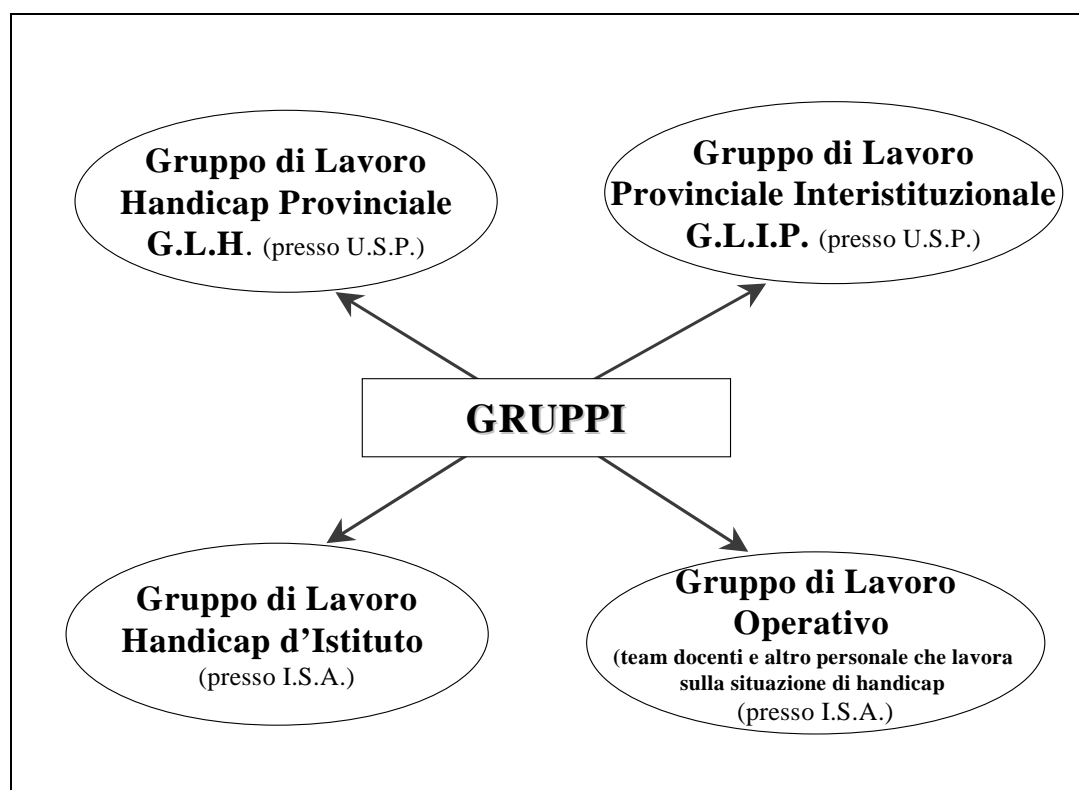 Gruppo di Lavoro
Handicap Provinciale
G.L.H. (presso U.S.P.)
Gruppo di Lavoro
Provinciale Interistituzionale
G.L.I.P. (presso U.S.P.)
GRUPPI
Gruppo di Lavoro
Handicap d'Istituto
(presso I.S.A.)
Gruppo di Lavoro
Operativo
(team docenti e altro personale che lavora
sulla situazione di handicap
(presso I.S.A.)